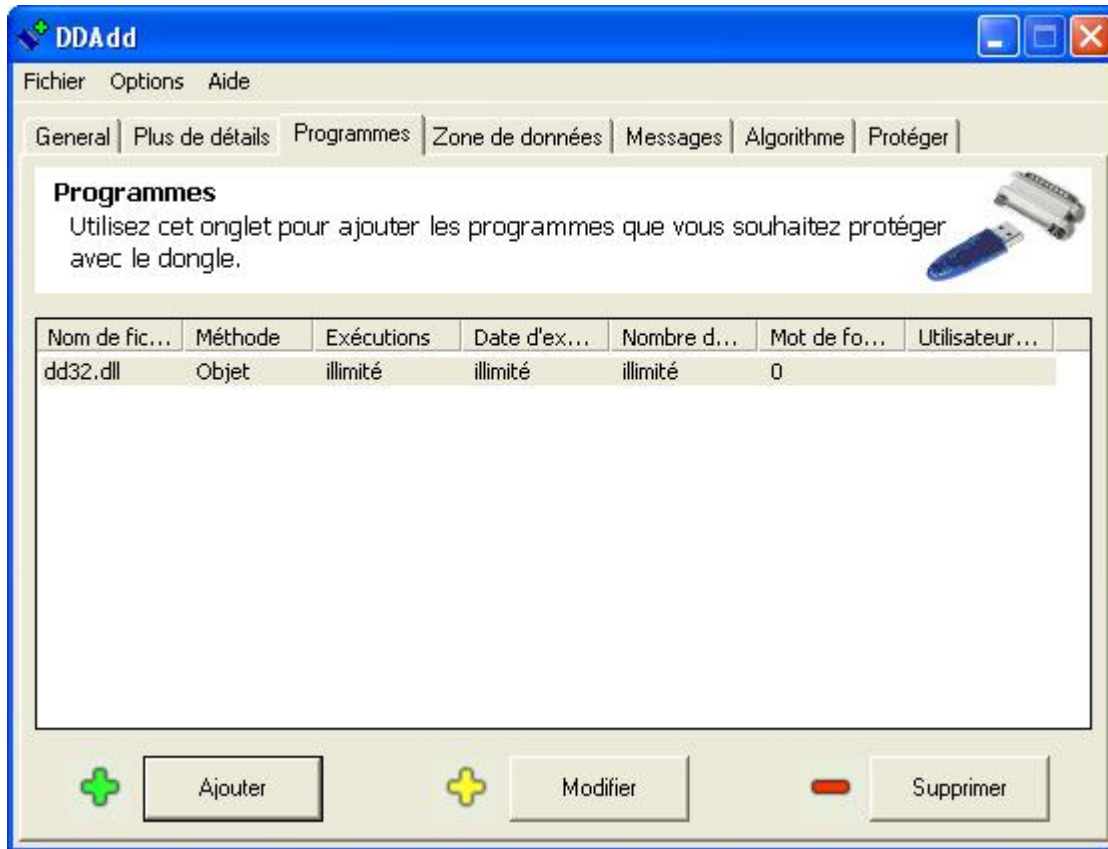 DDAdd
Fichier Options Aide
General Plus de détails Programmes Zone de données Messages Algorithme Protéger
Programmes
Utilisez cet onglet pour ajouter les programmes que vous souhaitez protéger
avec le dongle.
Nom de fic... Méthode Exécutions Date d'ex... Nombre d... Mot de fo... Utilisateur...
dd32.dll Objet illimité illimité illimité 0
Ajouter Modifier Supprimer